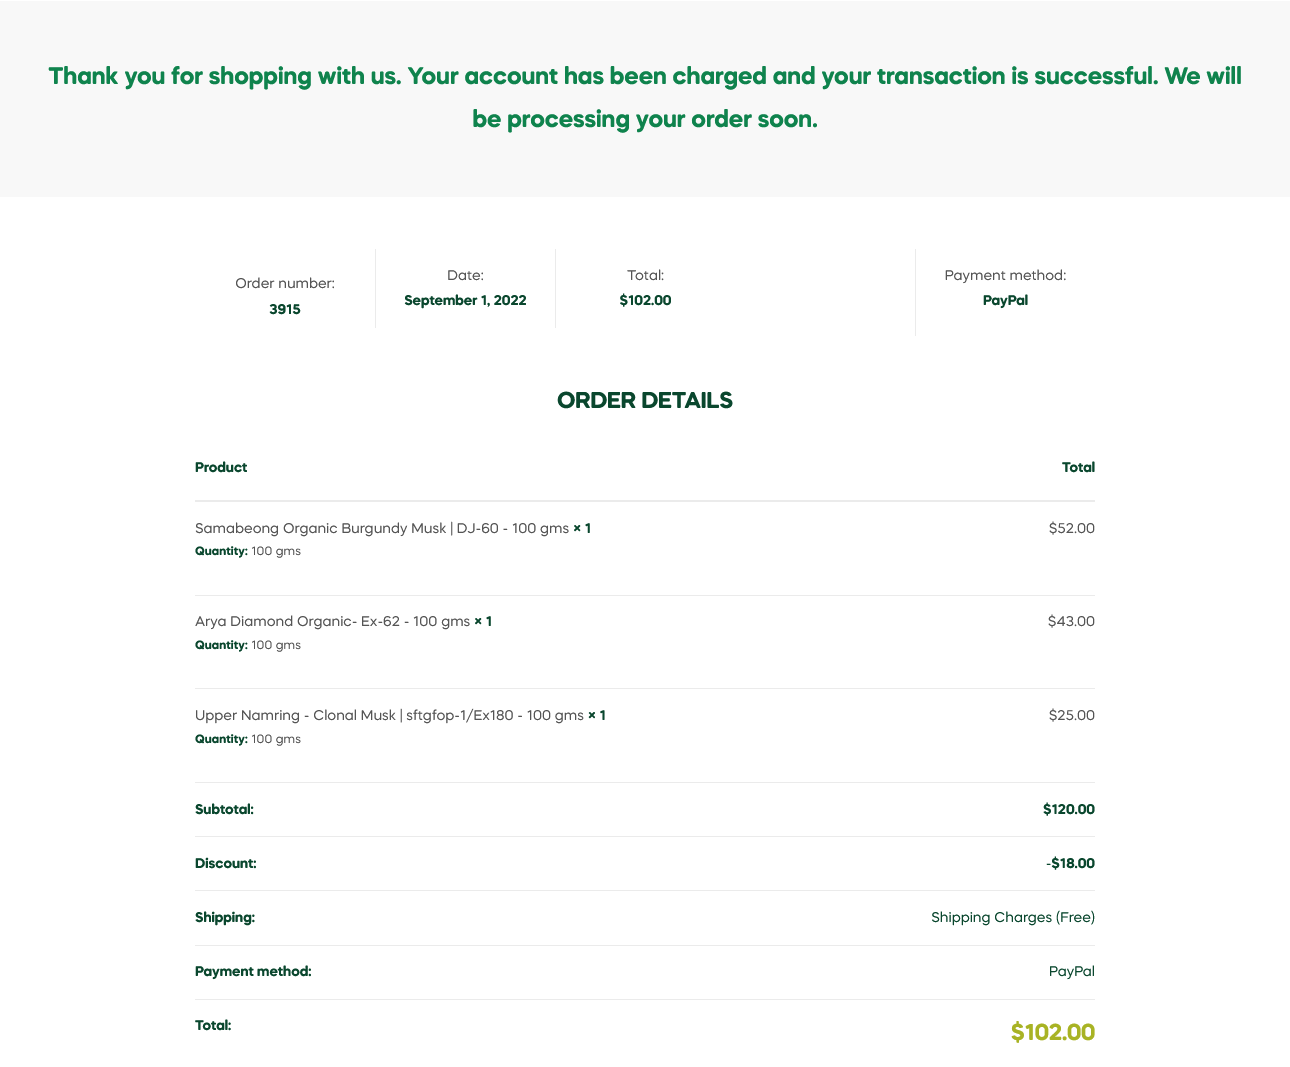 Thank you for shopping with us. Your account has been charged and your transaction is successful. We will
be processing your order soon.
Order number:
3915
Date:
September 1, 2022
Total:
$102.00
Payment method:
PayPal
ORDER DETAILS
Product Total
Samabeong Organic Burgundy Musk | DJ-60 - 100 gms × 1 $52.00
Quantity: 100 gms
Arya Diamond Organic- Ex-62 - 100 gms × 1 $43.00
Quantity: 100 gms
Upper Namring - Clonal Musk | sftgfop-1/Ex180 - 100 gms × 1 $25.00
Quantity: 100 gms
Subtotal: $120.00
Discount: -$18.00
Shipping: Shipping Charges (Free)
Payment method: PayPal
Total: $102.00